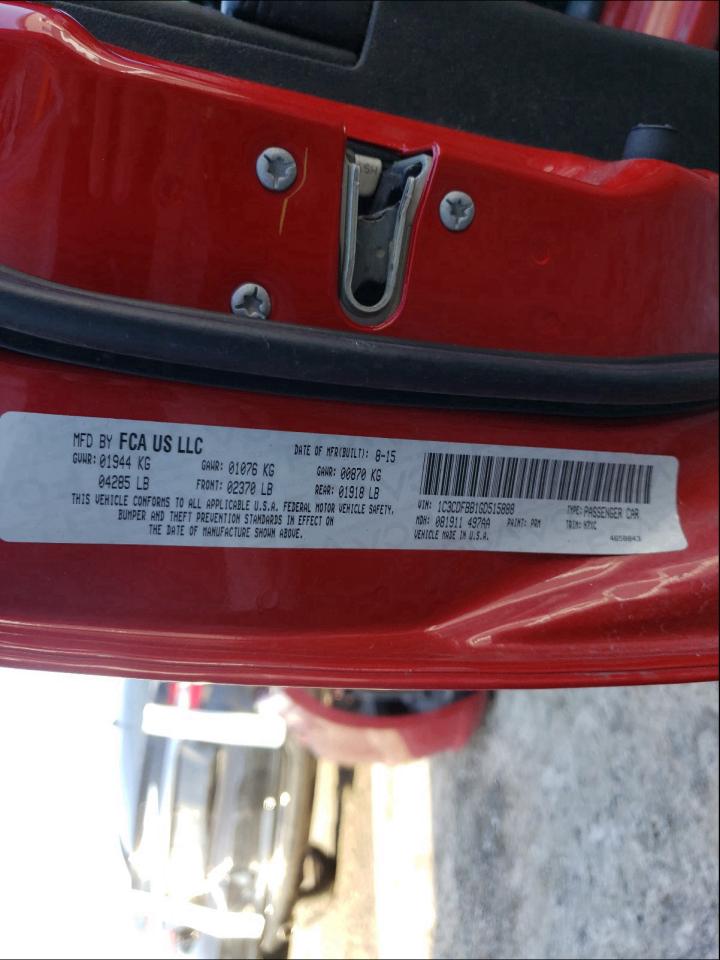 MFD BY FCA US LLC DATE OF MFR(BUILT): 8-15
GVWR: 01944 KG GAWR: 01076 KG GAWR: 00870 KG
04285 LB FRONT: 02370 LB REAR: 01918 LB
THIS VEHICLE CONFORMS TO ALL APPLICABLE U.S.A. FEDERAL MOTOR VEHICLE SAFETY,
BUMPER AND THEFT PREVENTION STANDARDS IN EFFECT ON
THE DATE OF MANUFACTURE SHOWN ABOVE.
VIN: 1C3CDFBB1GD515888 TYPE: PASSENGER CAR
MDH: 081911 497AA PAINT: PRM TRIM:
VEHICLE MADE IN U.S.A. 4658843